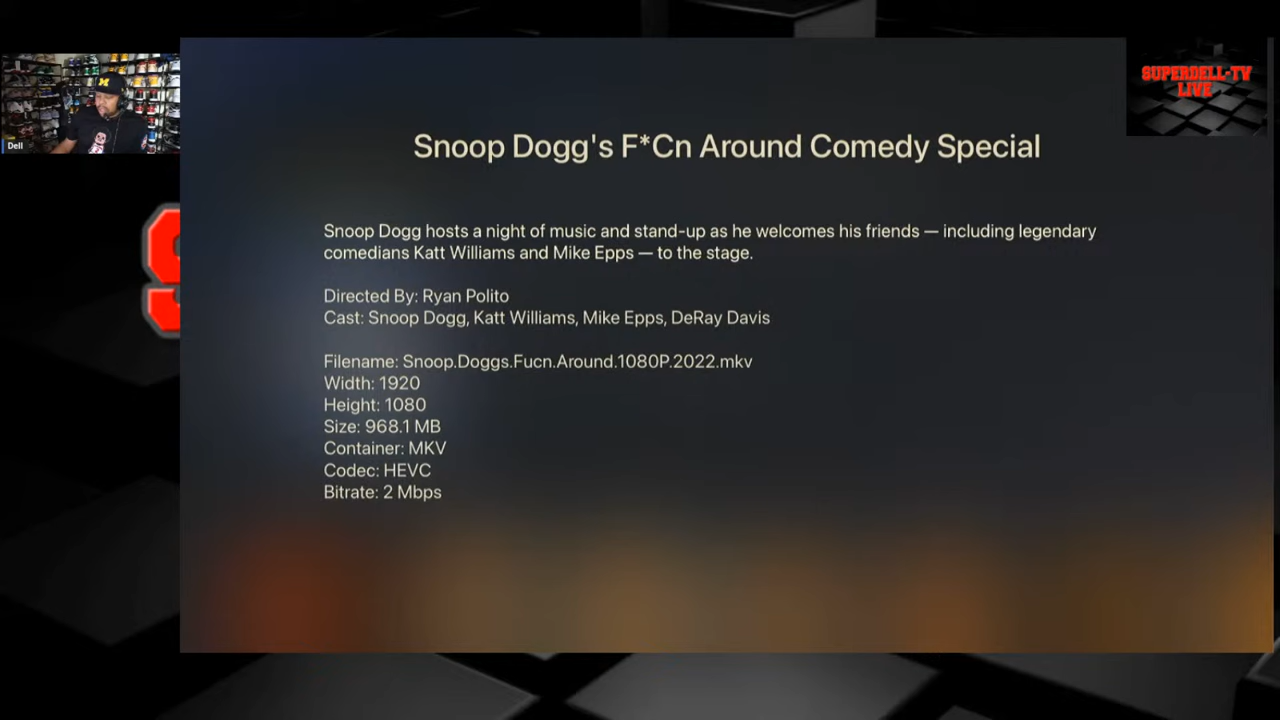 SUPERDELL-TV
LIVE
Dell
S
Snoop Dogg's F*Cn Around Comedy Special
Snoop Dogg hosts a night of music and stand-up as he welcomes his friends — including legendary
comedians Katt Williams and Mike Epps — to the stage.
Directed By: Ryan Polito
Cast: Snoop Dogg, Katt Williams, Mike Epps, DeRay Davis
Filename: Snoop.Doggs.Fucn.Around.1080P.2022.mkv
Width: 1920
Height: 1080
Size: 968.1 MB
Container: MKV
Codec: HEVC
Bitrate: 2 Mbps